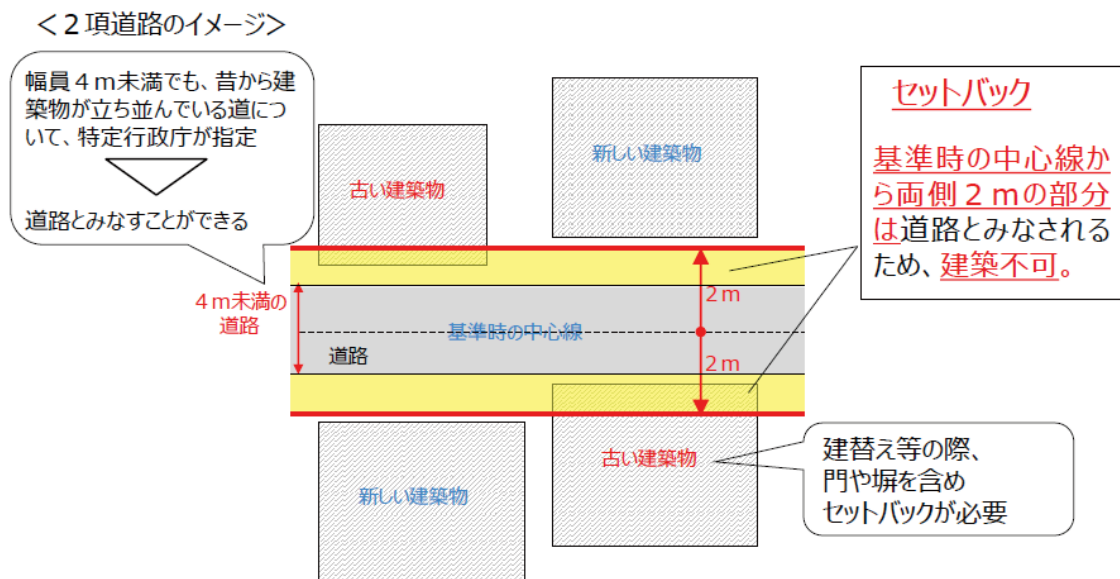 ＜２項道路のイメージ＞
幅員４ｍ未満でも、昔から建
築物が立ち並んでいる道につ
いて、特定行政庁が指定
道路とみなすことができる
古い建築物
新しい建築物
セットバック
基準時の中心線か
ら両側２ｍの部分
は道路とみなされる
ため、建築不可。
４ｍ未満の
道路
２ｍ
基準時の中心線
道路
２ｍ
新しい建築物
古い建築物
建替え等の際、
門や塀を含め
セットバックが必要